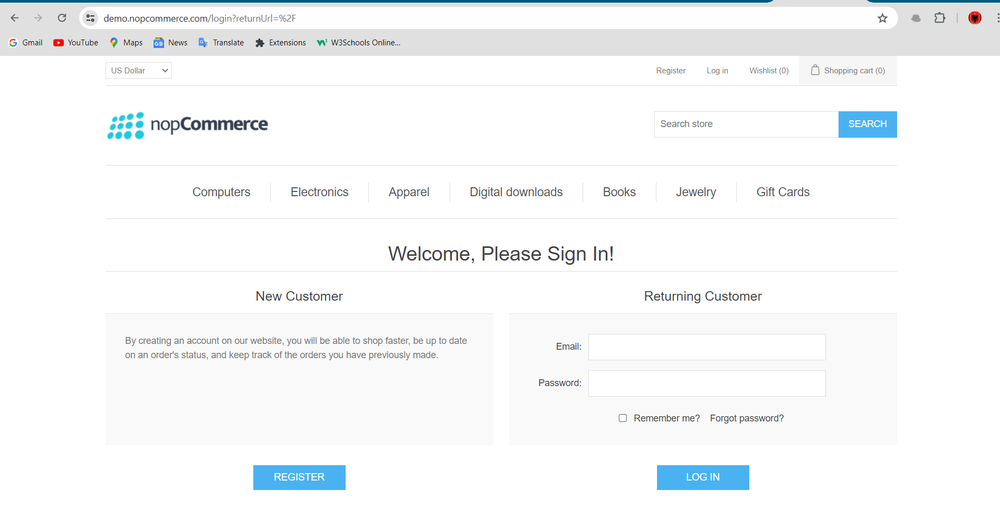 demo.nopcommerce.com/login?returnUrl=%2F
Gmail YouTube Maps News Translate Extensions W3Schools Online...
US Dollar Register Log in Wishlist (0) Shopping cart (0)
nopCommerce Search store SEARCH
Computers Electronics Apparel Digital downloads Books Jewelry Gift Cards
Welcome, Please Sign In!
New Customer
By creating an account on our website, you will be able to shop faster, be up to date
on an order's status, and keep track of the orders you have previously made.
REGISTER
Returning Customer
Email:
Password:
Remember me? Forgot password?
LOG IN